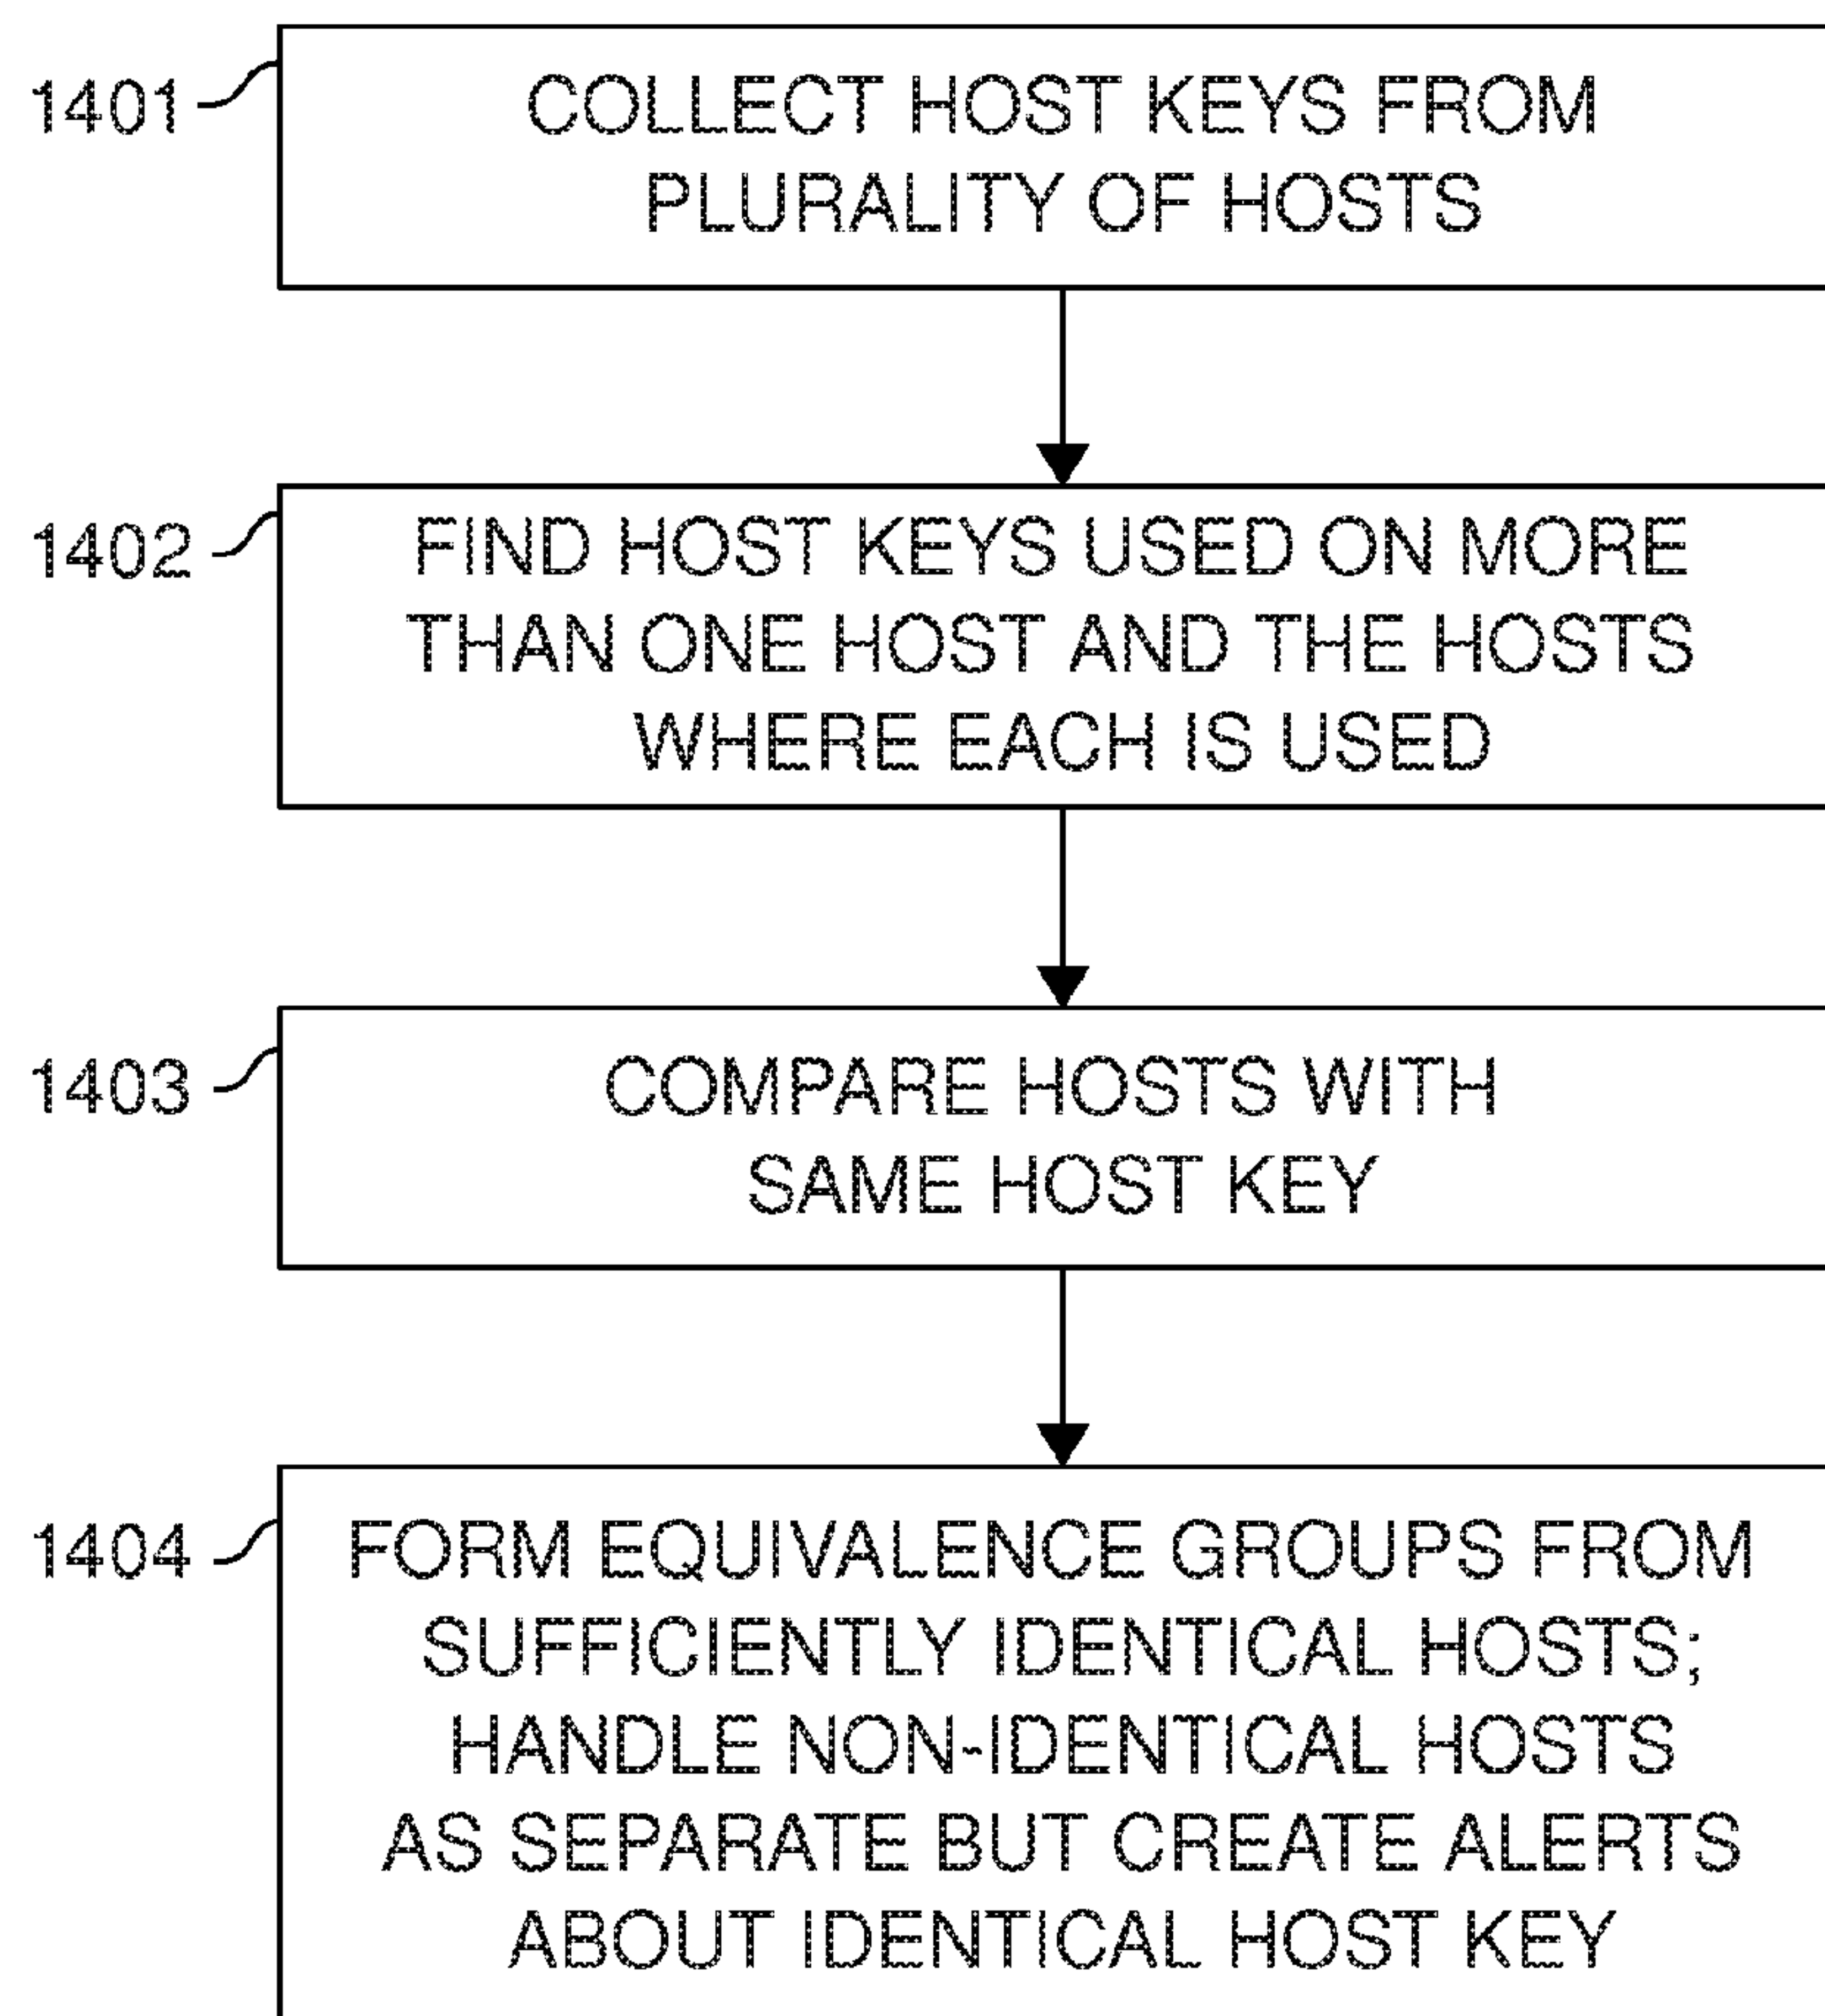 1401
COLLECT HOST KEYS FROM
PLURALITY OF HOSTS
1402
FIND HOST KEYS USED ON MORE
THAN ONE HOST AND THE HOSTS
WHERE EACH IS USED
1403
COMPARE HOSTS WITH
SAME HOST KEY
1404
FORM EQUIVALENCE GROUPS FROM
SUFFICIENTLY IDENTICAL HOSTS;
HANDLE NON-IDENTICAL HOSTS
AS SEPARATE BUT CREATE ALERTS
ABOUT IDENTICAL HOST KEY